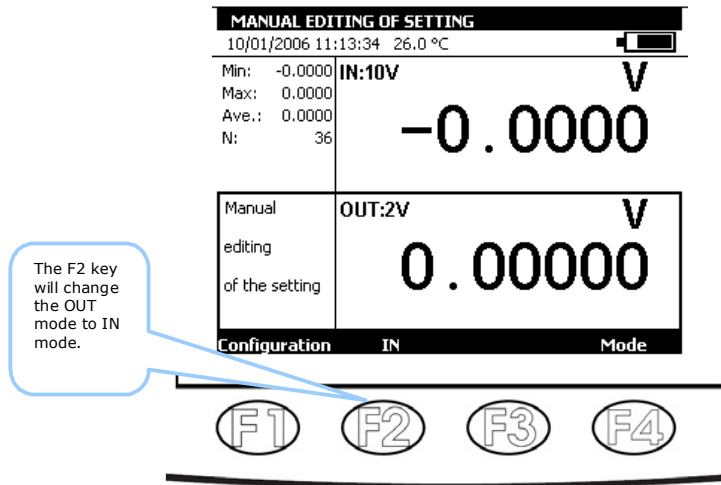 MANUAL EDITING OF SETTING
10/01/2006 11:13:34 26.0 °C
Min: -0.0000
Max: 0.0000
Ave.: 0.0000
N: 36
IN:10V V
-0.0000
Manual
editing
of the setting
OUT:2V V
0.00000
Configuration IN Mode
The F2 key
will change
the OUT
mode to IN
mode.
F1 F2 F3 F4